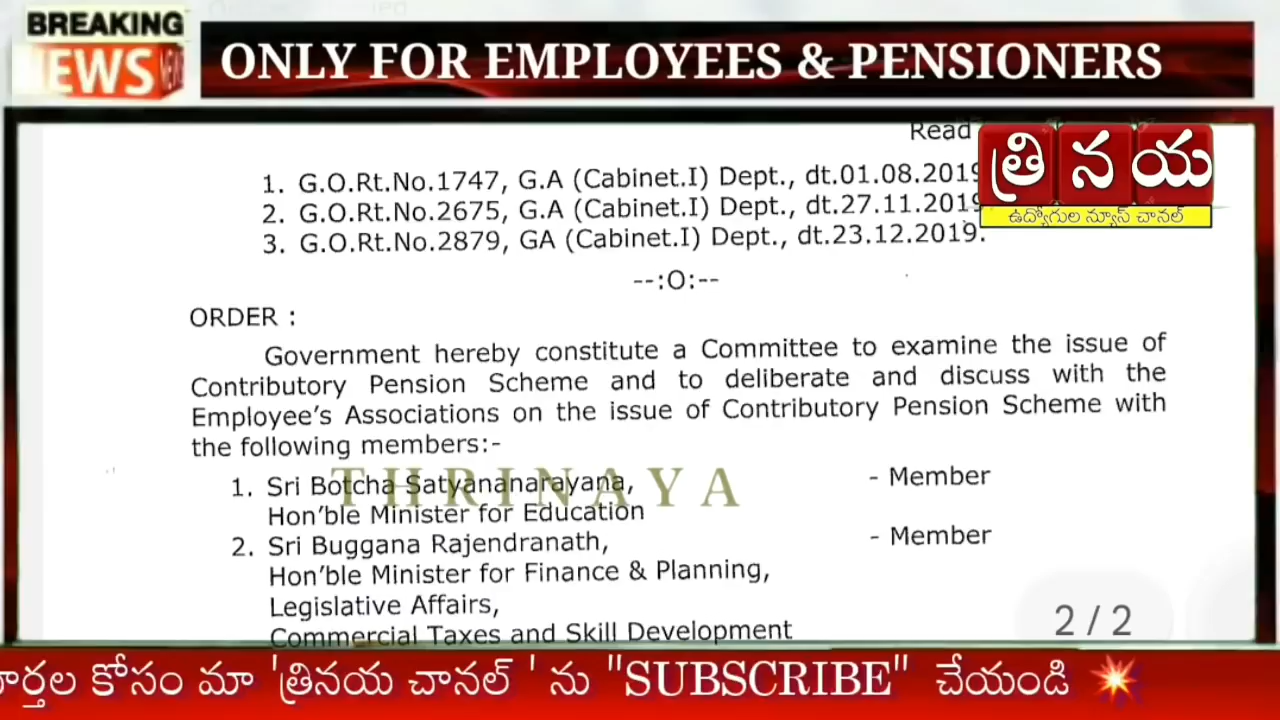 BREAKING
NEWS
ONLY FOR EMPLOYEES & PENSIONERS
Read
త్రి న య
ఉద్యోగుల న్యూస్ చానల్
1. G.O.Rt.No.1747, G.A (Cabinet.I) Dept., dt.01.08.2019
2. G.O.Rt.No.2675, G.A (Cabinet.I) Dept., dt.27.11.2019
3. G.O.Rt.No.2879, GA (Cabinet.I) Dept., dt.23.12.2019.
--:O:--
ORDER :
Government hereby constitute a Committee to examine the issue of
Contributory Pension Scheme and to deliberate and discuss with the
Employee's Associations on the issue of Contributory Pension Scheme with
the following members:-
THRINAYA
1. Sri Botcha Satyananarayana, - Member
Hon'ble Minister for Education
2. Sri Buggana Rajendranath, - Member
Hon'ble Minister for Finance & Planning,
Legislative Affairs,
Commercial Taxes and Skill Development
2 / 2
కోసం మా 'త్రినయ చానల్ ' ను "SUBSCRIBE" చేయండి